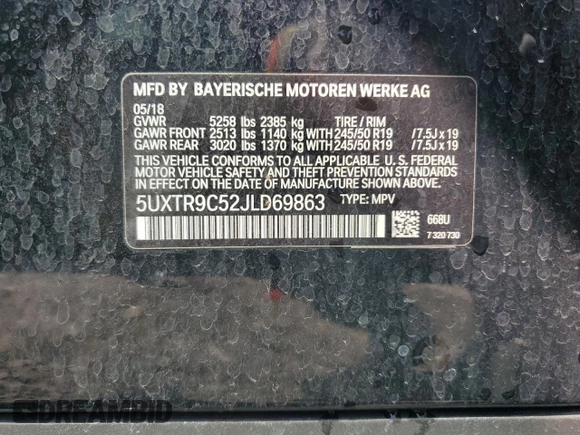 MFD BY BAYERISCHE MOTOREN WERKE AG
05/18
GVWR 5258 lbs 2385 kg TIRE / RIM
GAWR FRONT 2513 lbs 1140 kg WITH 245/50 R19 /7.5J x 19
GAWR REAR 3020 lbs 1370 kg WITH 245/50 R19 /7.5J x 19
THIS VEHICLE CONFORMS TO ALL APPLICABLE U. S. FEDERAL
MOTOR VEHICLE SAFETY AND THEFT PREVENTION
STANDARDS IN EFFECT ON THE DATE OF MANUFACTURE SHOWN ABOVE.
5UXTR9C52JLD69863 TYPE: MPV
668U
7 320 730
DREAMBID